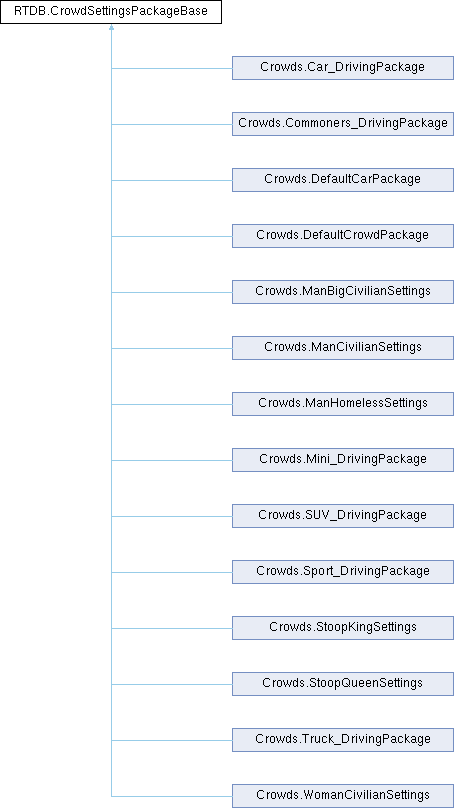 RTDB.CrowdSettingsPackageBase
Crowds.Car_DrivingPackage
Crowds.Commoners_DrivingPackage
Crowds.DefaultCarPackage
Crowds.DefaultCrowdPackage
Crowds.ManBigCivilianSettings
Crowds.ManCivilianSettings
Crowds.ManHomelessSettings
Crowds.Mini_DrivingPackage
Crowds.SUV_DrivingPackage
Crowds.Sport_DrivingPackage
Crowds.StoopKingSettings
Crowds.StoopQueenSettings
Crowds.Truck_DrivingPackage
Crowds.WomanCivilianSettings